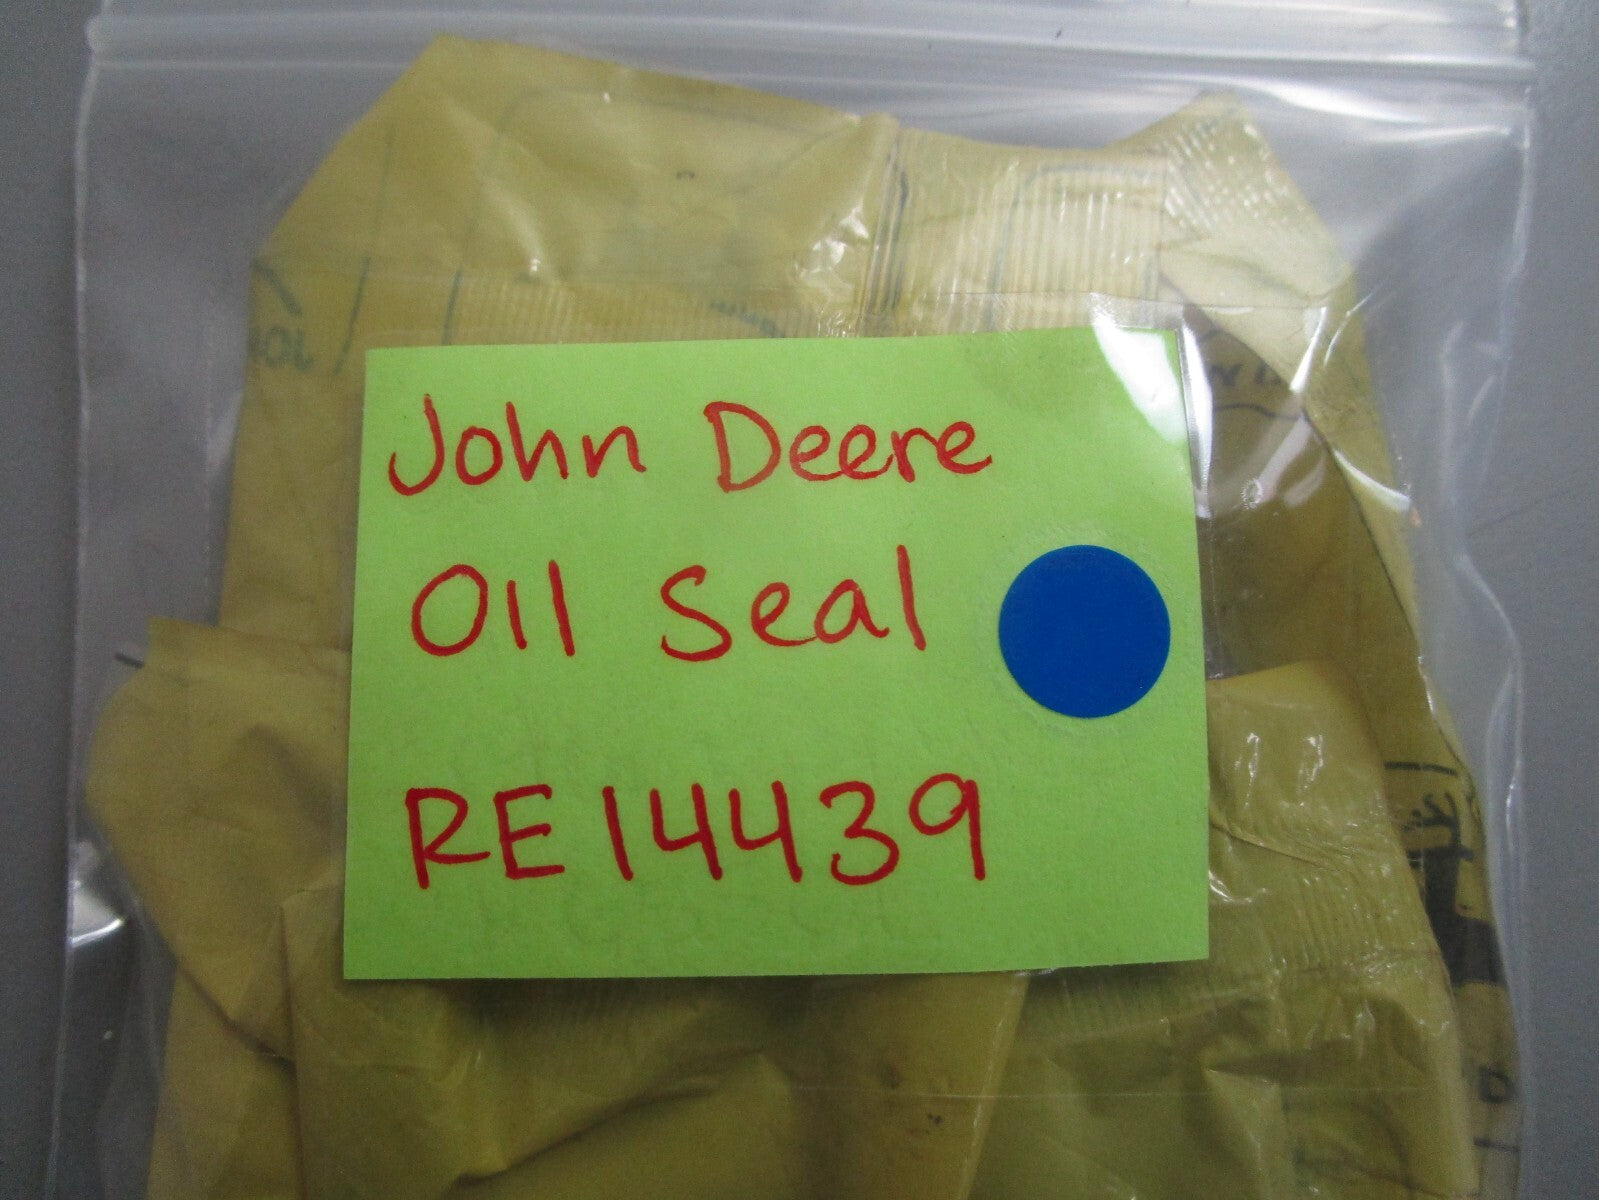 John Deere
Oil Seal
RE14439